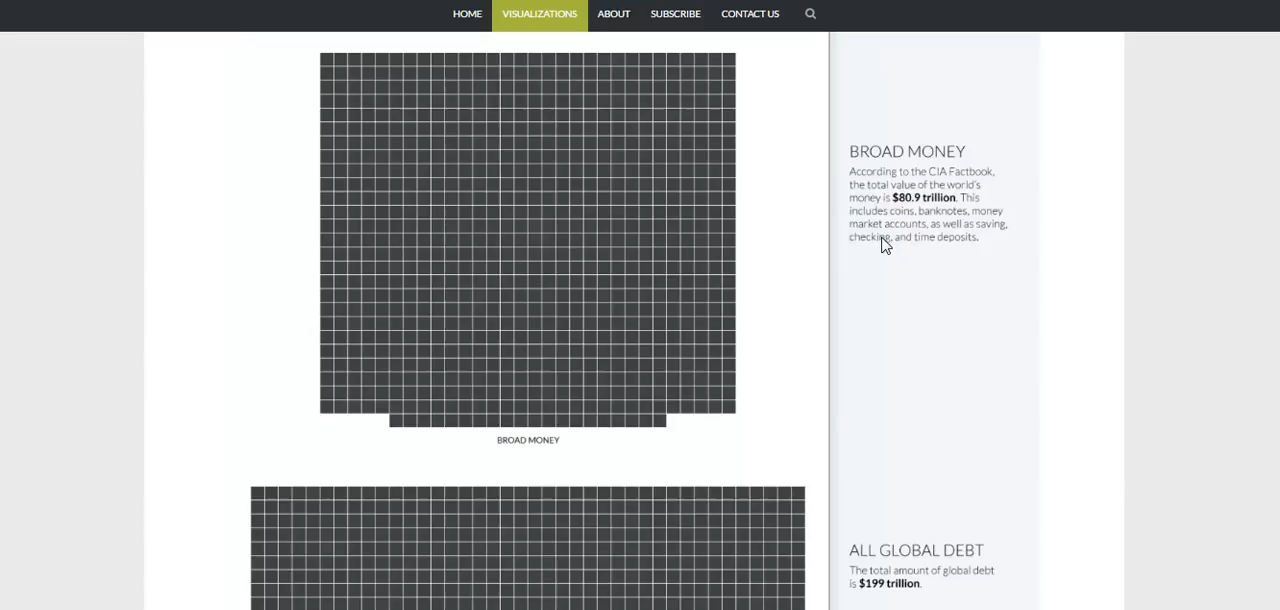 HOME VISUALIZATIONS ABOUT SUBSCRIBE CONTACT US
BROAD MONEY
According to the CIA Factbook,
the total value of the world's
money is $80.9 trillion. This
includes coins, banknotes, money
market accounts, as well as saving,
checking, and time deposits.
BROAD MONEY
ALL GLOBAL DEBT
The total amount of global debt
is $199 trillion.